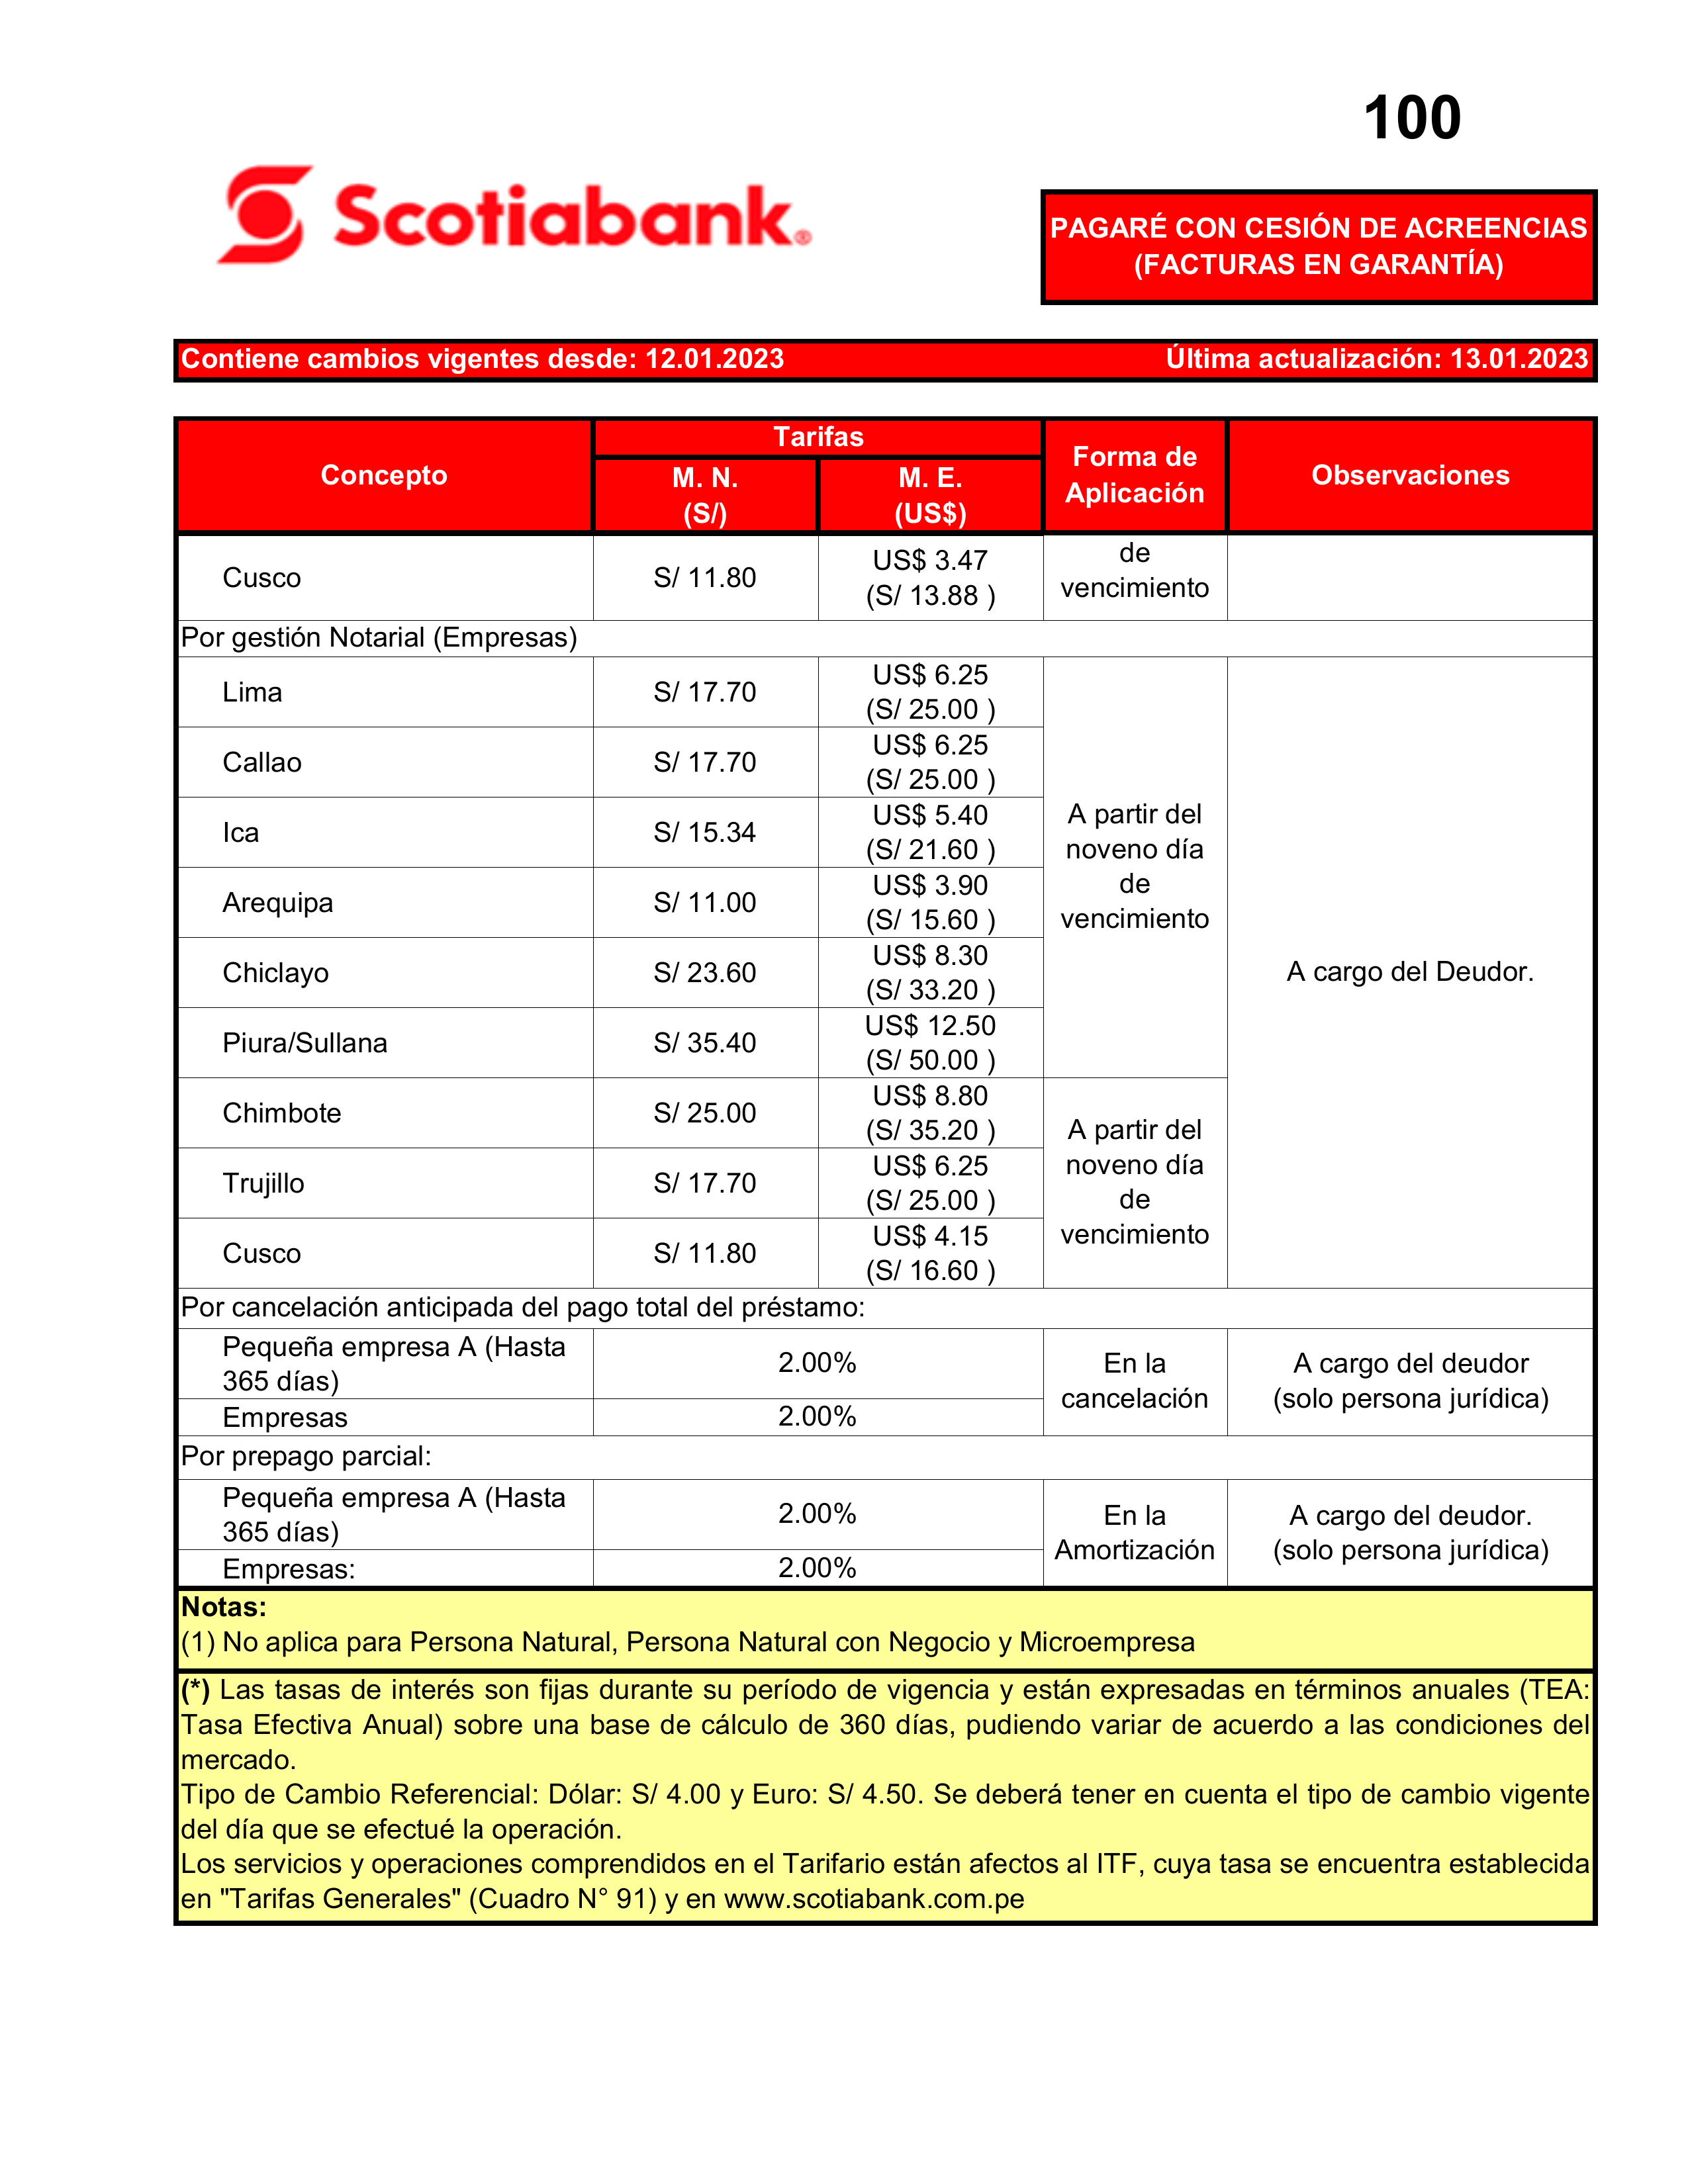 100
Scotiabank®
PAGARÉ CON CESIÓN DE ACREENCIAS
(FACTURAS EN GARANTÍA)
Contiene cambios vigentes desde: 12.01.2023 Última actualización: 13.01.2023
Concepto
Tarifas
M. N.
(S/)
M. E.
(US$)
Forma de
Aplicación
Observaciones
Cusco
S/ 11.80
US$ 3.47
(S/ 13.88 )
de
vencimiento
Por gestión Notarial (Empresas)
Lima
S/ 17.70
US$ 6.25
(S/ 25.00 )
Callao
S/ 17.70
US$ 6.25
(S/ 25.00 )
Ica
S/ 15.34
US$ 5.40
(S/ 21.60 )
Arequipa
S/ 11.00
US$ 3.90
(S/ 15.60 )
Chiclayo
S/ 23.60
US$ 8.30
(S/ 33.20 )
Piura/Sullana
S/ 35.40
US$ 12.50
(S/ 50.00 )
A partir del
noveno día
de
vencimiento
A cargo del Deudor.
Chimbote
S/ 25.00
US$ 8.80
(S/ 35.20 )
Trujillo
S/ 17.70
US$ 6.25
(S/ 25.00 )
Cusco
S/ 11.80
US$ 4.15
(S/ 16.60 )
A partir del
noveno día
de
vencimiento
Por cancelación anticipada del pago total del préstamo:
Pequeña empresa A (Hasta
365 días)
2.00%
Empresas
2.00%
En la
cancelación
A cargo del deudor
(solo persona jurídica)
Por prepago parcial:
Pequeña empresa A (Hasta
365 días)
2.00%
Empresas:
2.00%
En la
Amortización
A cargo del deudor.
(solo persona jurídica)
Notas:
(1) No aplica para Persona Natural, Persona Natural con Negocio y Microempresa
(*) Las tasas de interés son fijas durante su período de vigencia y están expresadas en términos anuales (TEA:
Tasa Efectiva Anual) sobre una base de cálculo de 360 días, pudiendo variar de acuerdo a las condiciones del
mercado.
Tipo de Cambio Referencial: Dólar: S/ 4.00 y Euro: S/ 4.50. Se deberá tener en cuenta el tipo de cambio vigente
del día que se efectué la operación.
Los servicios y operaciones comprendidos en el Tarifario están afectos al ITF, cuya tasa se encuentra establecida
en "Tarifas Generales" (Cuadro N° 91) y en www.scotiabank.com.pe